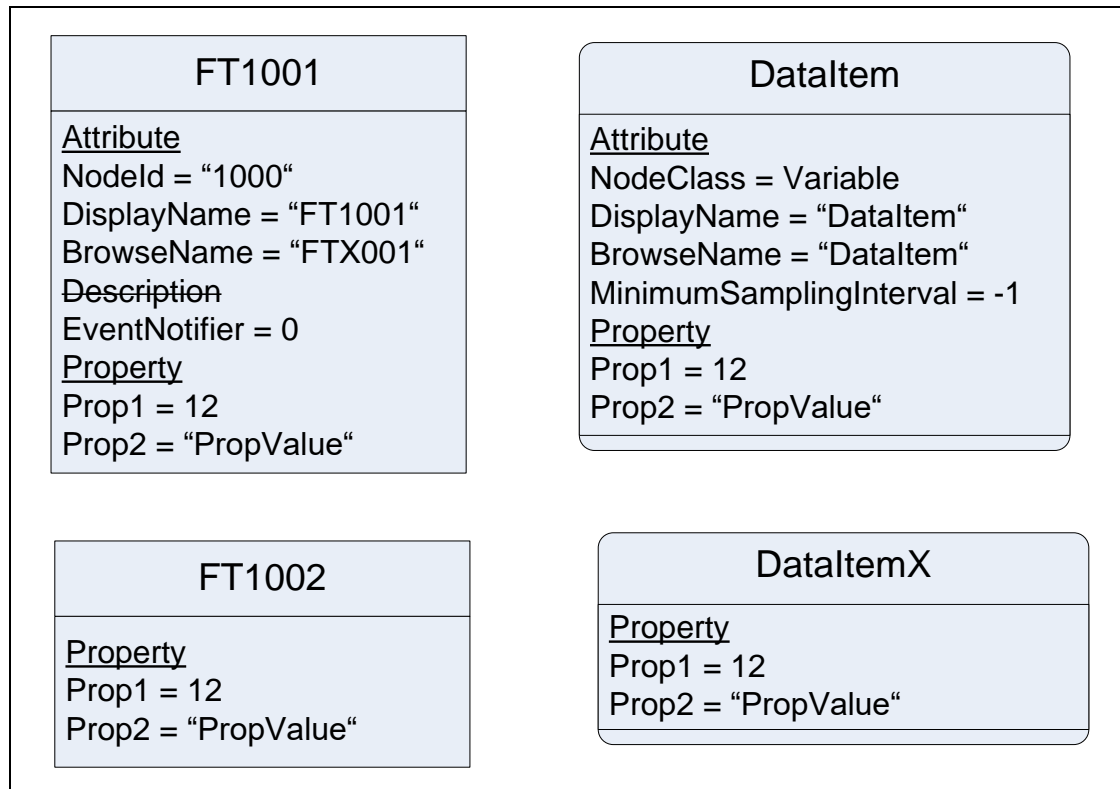 FT1001
Attribute
NodeId = “1000“
DisplayName = “FT1001“
BrowseName = “FTX001“
Description
EventNotifier = 0
Property
Prop1 = 12
Prop2 = “PropValue“
DataItem
Attribute
NodeClass = Variable
DisplayName = “DataItem“
BrowseName = “DataItem“
MinimumSamplingInterval = -1
Property
Prop1 = 12
Prop2 = “PropValue“
FT1002
Property
Prop1 = 12
Prop2 = “PropValue“
DataItemX
Property
Prop1 = 12
Prop2 = “PropValue“